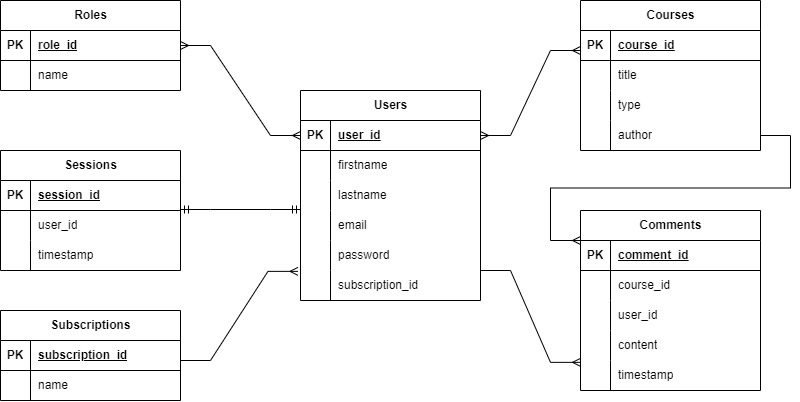 Roles
PK role_id
name
Sessions
PK session_id
user_id
timestamp
Subscriptions
PK subscription_id
name
Users
PK user_id
firstname
lastname
email
password
subscription_id
Courses
PK course_id
title
type
author
Comments
PK comment_id
course_id
user_id
content
timestamp